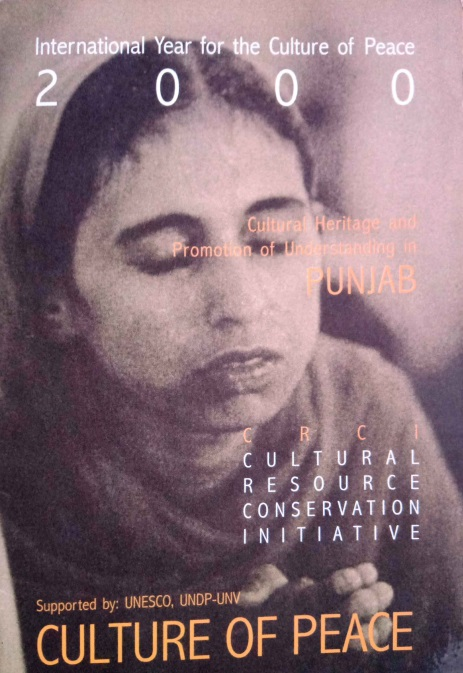 International Year for the Culture of Peace
2 0 0 0
Cultural Heritage and
Promotion of Understanding in
PUNJAB
C R C I
CULTURAL
RESOURCE
CONSERVATION
INITIATIVE
Supported by: UNESCO, UNDP-UNV
CULTURE OF PEACE